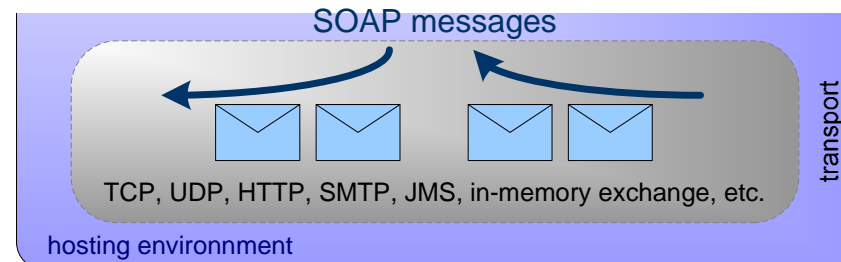 SOAP messages
transport
TCP, UDP, HTTP, SMTP, JMS, in-memory exchange, etc.
hosting environnment